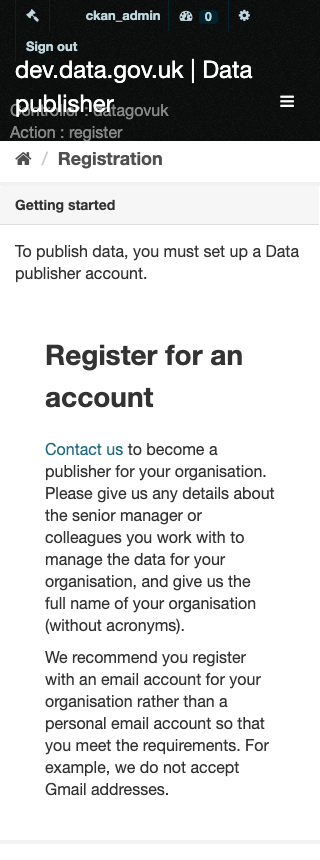 ckan_admin 0
Sign out
dev.data.gov.uk | Data
publisher
Controller : datagovuk
Action : register
/ Registration
Getting started
To publish data, you must set up a Data
publisher account.
Register for an
account
Contact us to become a
publisher for your organisation.
Please give us any details about
the senior manager or
colleagues you work with to
manage the data for your
organisation, and give us the
full name of your organisation
(without acronyms).
We recommend you register
with an email account for your
organisation rather than a
personal email account so that
you meet the requirements. For
example, we do not accept
Gmail addresses.